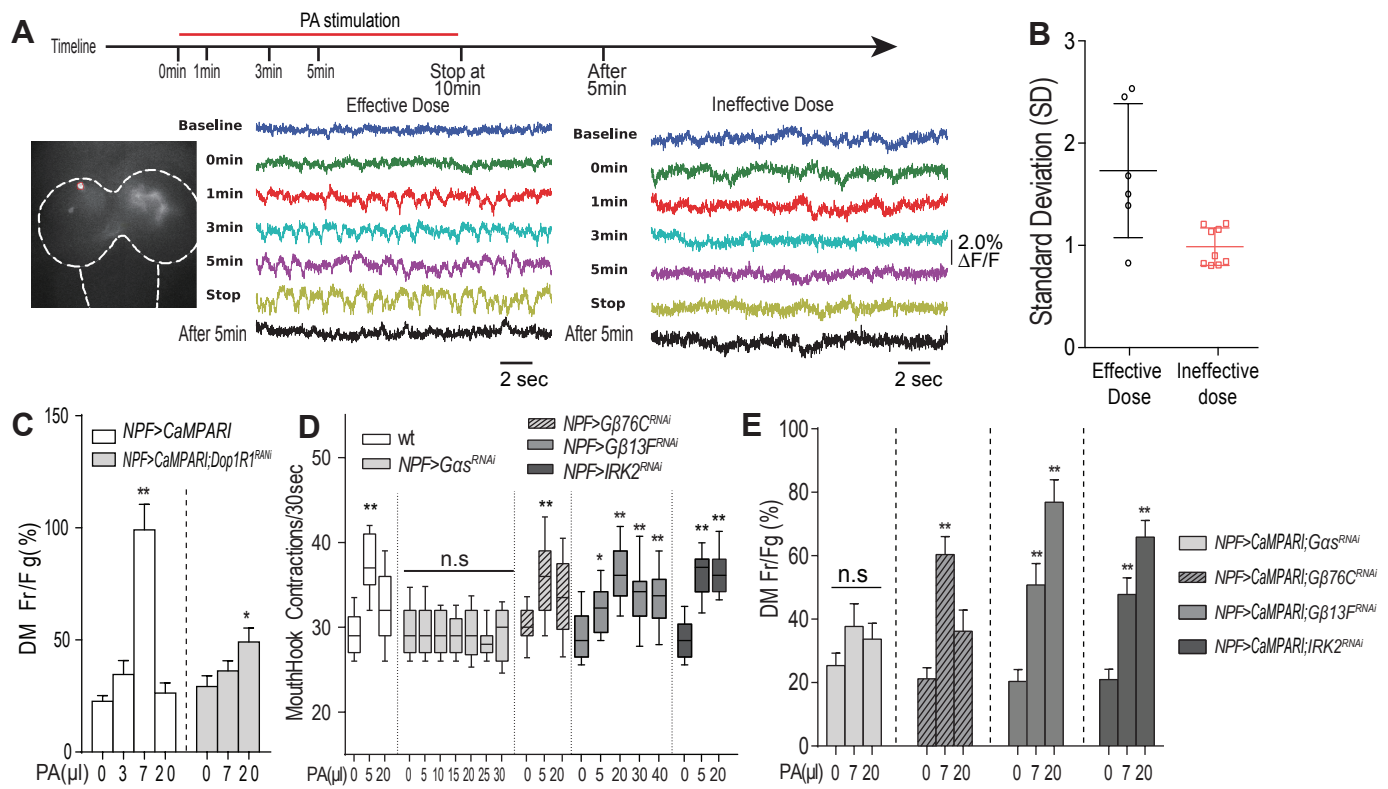 A
PA stimulation
Timeline
0min 1min 3min 5min Stop at 10min After 5min
Effective Dose
Baseline
0min
1min
3min
5min
Stop
After 5min
2 sec
Ineffective Dose
Baseline
0min
1min
3min
5min
Stop
After 5min
2.0%
ΔF/F
2 sec
B
Standard Deviation (SD)
3
2
1
0
Effective Dose
Ineffective dose
C
NPF>CaMPARI
NPF>CaMPARI;Dop1R1RANi
DM Fr/F g( %)
150
100
50
0
**
*
PA(µl) 0 3 7 20 0 7 20
D
wt
NPF>GαsRNAi
NPF>Gβ76CRNAi
NPF>Gβ13FRNAi
NPF>IRK2RNAi
MouthHook Contractions/30sec
50
40
30
20
**
n.s
**
*
**
**
**
**
**
PA(µl) 0 5 20 0 5 10 15 20 25 30 0 5 20 0 5 20 30 40 0 5 20
E
DM Fr/Fg (%)
100
80
60
40
20
0
n.s
**
**
**
**
**
PA(µl) 0 7 20 0 7 20 0 7 20 0 7 20
NPF>CaMPARI;GαsRNAi
NPF>CaMPARI;Gβ76CRNAi
NPF>CaMPARI;Gβ13FRNAi
NPF>CaMPARI;IRK2RNAi